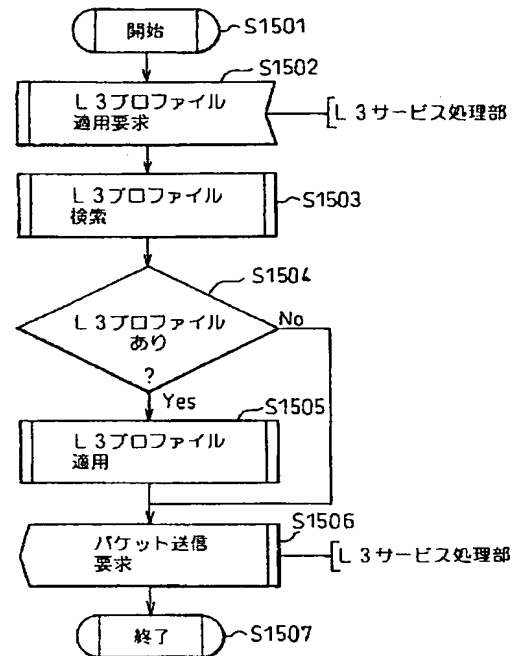 開始
S1501
S1502
L3プロファイル
適用要求
L3サービス処理部
L3プロファイル
検索
S1503
S1504
L3プロファイル
あり
?
No
Yes
S1505
L3プロファイル
適用
S1506
パケット送信
要求
L3サービス処理部
終了
S1507